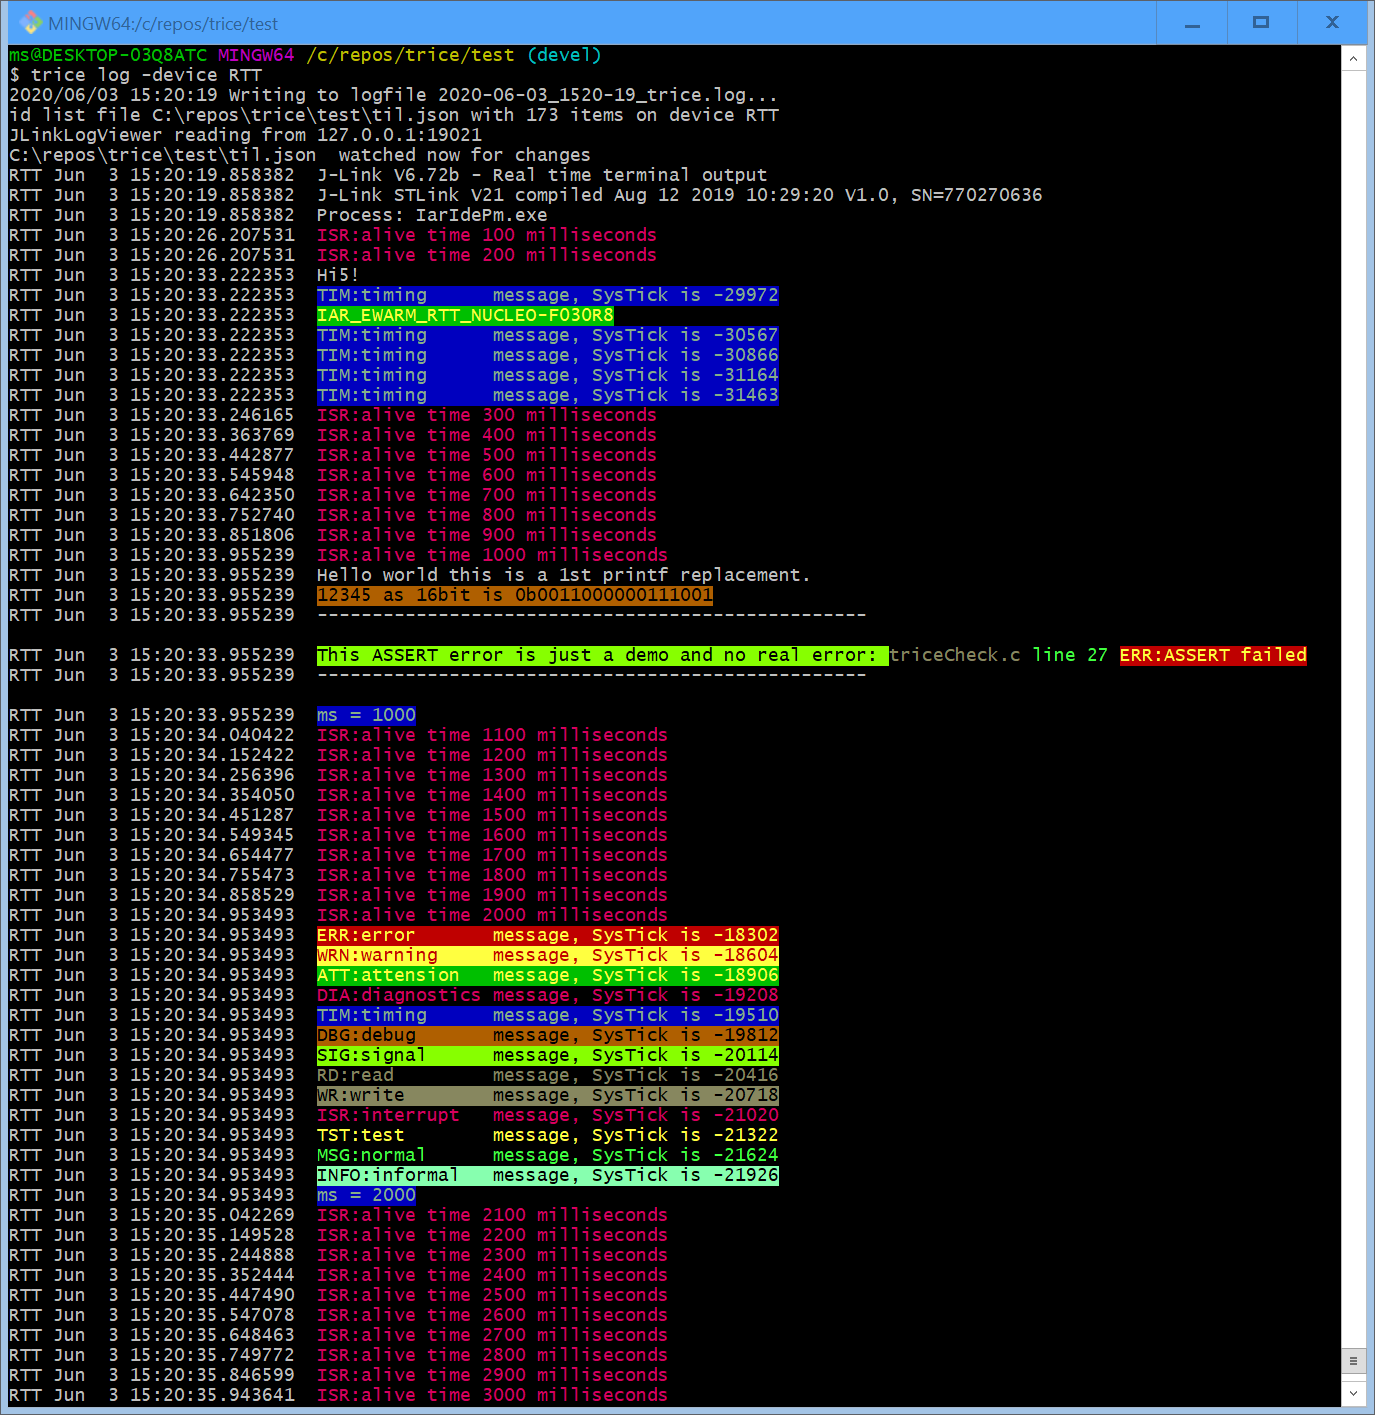 MINGW64:/c/repos/trice/test
ms@DESKTOP-03Q8ATC MINGW64 /c/repos/trice/test (devel)
$ trice log -device RTT
2020/06/03 15:20:19 Writing to logfile 2020-06-03_1520-19_trice.log...
id list file C:\repos\trice\test\til.json with 173 items on device RTT
JLinkLogViewer reading from 127.0.0.1:19021
C:\repos\trice\test\til.json  watched now for changes
RTT Jun  3 15:20:19.858382  J-Link V6.72b - Real time terminal output
RTT Jun  3 15:20:19.858382  J-Link STLink V21 compiled Aug 12 2019 10:29:20 V1.0, SN=770270636
RTT Jun  3 15:20:19.858382  Process: IarIdePm.exe
RTT Jun  3 15:20:26.207531  ISR:alive time 100 milliseconds
RTT Jun  3 15:20:26.207531  ISR:alive time 200 milliseconds
RTT Jun  3 15:20:33.222353  Hi5!
RTT Jun  3 15:20:33.222353  TIM:timing      message, SysTick is -29972
RTT Jun  3 15:20:33.222353  IAR_EWARM_RTT_NUCLEO-F030R8
RTT Jun  3 15:20:33.222353  TIM:timing      message, SysTick is -30567
RTT Jun  3 15:20:33.222353  TIM:timing      message, SysTick is -30866
RTT Jun  3 15:20:33.222353  TIM:timing      message, SysTick is -31164
RTT Jun  3 15:20:33.222353  TIM:timing      message, SysTick is -31463
RTT Jun  3 15:20:33.246165  ISR:alive time 300 milliseconds
RTT Jun  3 15:20:33.363769  ISR:alive time 400 milliseconds
RTT Jun  3 15:20:33.442877  ISR:alive time 500 milliseconds
RTT Jun  3 15:20:33.545948  ISR:alive time 600 milliseconds
RTT Jun  3 15:20:33.642350  ISR:alive time 700 milliseconds
RTT Jun  3 15:20:33.752740  ISR:alive time 800 milliseconds
RTT Jun  3 15:20:33.851806  ISR:alive time 900 milliseconds
RTT Jun  3 15:20:33.955239  ISR:alive time 1000 milliseconds
RTT Jun  3 15:20:33.955239  Hello world this is a 1st printf replacement.
RTT Jun  3 15:20:33.955239  12345 as 16bit is 0b0011000000111001
RTT Jun  3 15:20:33.955239  --------------------------------------------------
RTT Jun  3 15:20:33.955239  This ASSERT error is just a demo and no real error: triceCheck.c line 27 ERR:ASSERT failed
RTT Jun  3 15:20:33.955239  --------------------------------------------------
RTT Jun  3 15:20:33.955239  ms = 1000
RTT Jun  3 15:20:34.040422  ISR:alive time 1100 milliseconds
RTT Jun  3 15:20:34.152422  ISR:alive time 1200 milliseconds
RTT Jun  3 15:20:34.256396  ISR:alive time 1300 milliseconds
RTT Jun  3 15:20:34.354050  ISR:alive time 1400 milliseconds
RTT Jun  3 15:20:34.451287  ISR:alive time 1500 milliseconds
RTT Jun  3 15:20:34.549345  ISR:alive time 1600 milliseconds
RTT Jun  3 15:20:34.654477  ISR:alive time 1700 milliseconds
RTT Jun  3 15:20:34.755473  ISR:alive time 1800 milliseconds
RTT Jun  3 15:20:34.858529  ISR:alive time 1900 milliseconds
RTT Jun  3 15:20:34.953493  ISR:alive time 2000 milliseconds
RTT Jun  3 15:20:34.953493  ERR:error       message, SysTick is -18302
RTT Jun  3 15:20:34.953493  WRN:warning     message, SysTick is -18604
RTT Jun  3 15:20:34.953493  ATT:attension   message, SysTick is -18906
RTT Jun  3 15:20:34.953493  DIA:diagnostics message, SysTick is -19208
RTT Jun  3 15:20:34.953493  TIM:timing      message, SysTick is -19510
RTT Jun  3 15:20:34.953493  DBG:debug       message, SysTick is -19812
RTT Jun  3 15:20:34.953493  SIG:signal      message, SysTick is -20114
RTT Jun  3 15:20:34.953493  RD:read         message, SysTick is -20416
RTT Jun  3 15:20:34.953493  WR:write        message, SysTick is -20718
RTT Jun  3 15:20:34.953493  ISR:interrupt   message, SysTick is -21020
RTT Jun  3 15:20:34.953493  TST:test        message, SysTick is -21322
RTT Jun  3 15:20:34.953493  MSG:normal      message, SysTick is -21624
RTT Jun  3 15:20:34.953493  INFO:informal   message, SysTick is -21926
RTT Jun  3 15:20:34.953493  ms = 2000
RTT Jun  3 15:20:35.042269  ISR:alive time 2100 milliseconds
RTT Jun  3 15:20:35.149528  ISR:alive time 2200 milliseconds
RTT Jun  3 15:20:35.244888  ISR:alive time 2300 milliseconds
RTT Jun  3 15:20:35.352444  ISR:alive time 2400 milliseconds
RTT Jun  3 15:20:35.447490  ISR:alive time 2500 milliseconds
RTT Jun  3 15:20:35.547078  ISR:alive time 2600 milliseconds
RTT Jun  3 15:20:35.648463  ISR:alive time 2700 milliseconds
RTT Jun  3 15:20:35.749772  ISR:alive time 2800 milliseconds
RTT Jun  3 15:20:35.846599  ISR:alive time 2900 milliseconds
RTT Jun  3 15:20:35.943641  ISR:alive time 3000 milliseconds